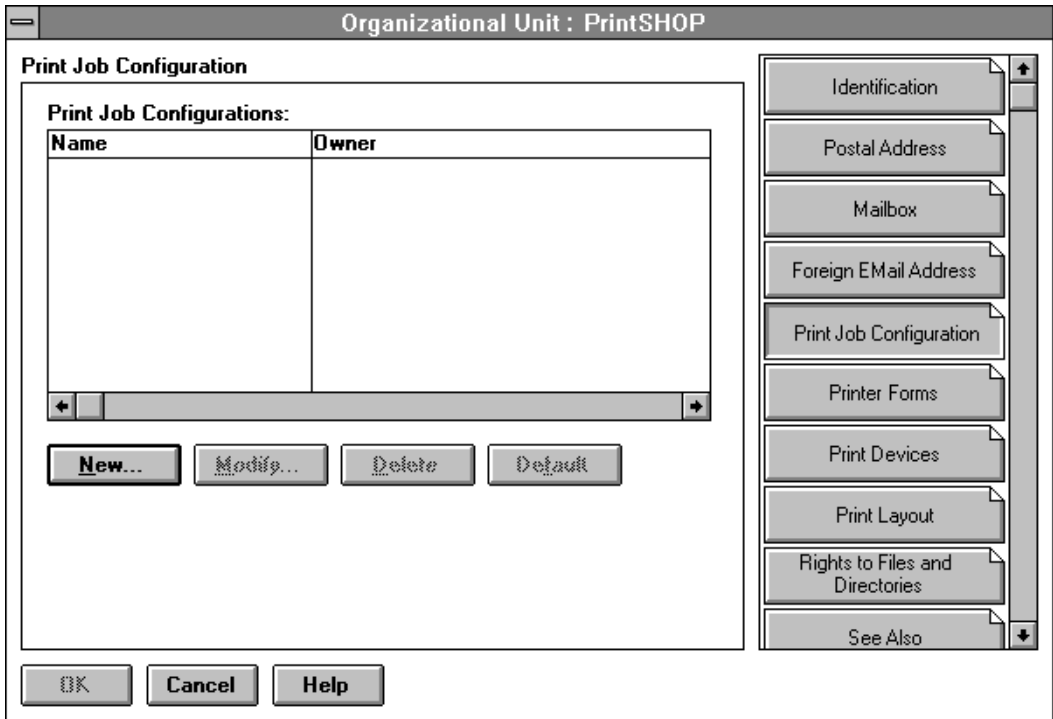 Organizational Unit : PrintSHOP
Print Job Configuration
Print Job Configurations:
Name Owner
New... Modify... Delete Default
OK Cancel Help
Identification
Postal Address
Mailbox
Foreign EMail Address
Print Job Configuration
Printer Forms
Print Devices
Print Layout
Rights to Files and
Directories
See Also